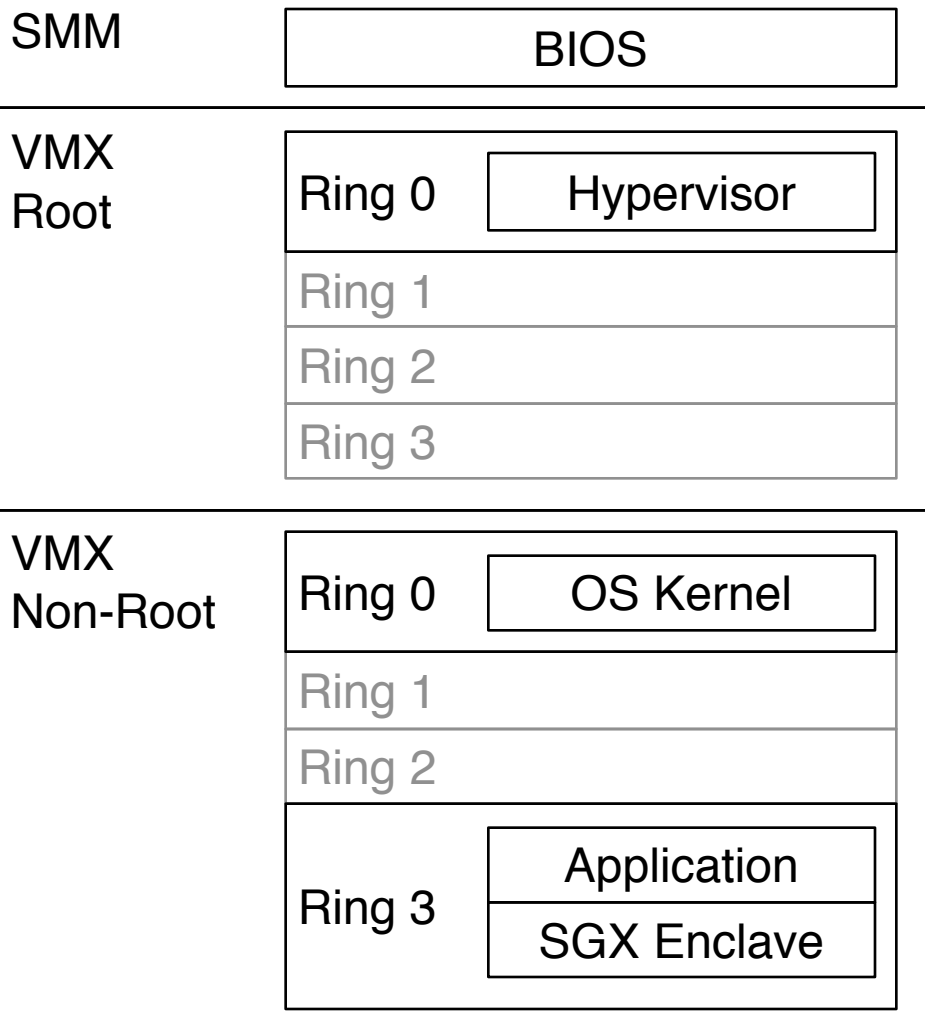 SMM
BIOS
VMX
Root
Ring 0
Hypervisor
Ring 1
Ring 2
Ring 3
VMX
Non-Root
Ring 0
OS Kernel
Ring 1
Ring 2
Ring 3
Application
SGX Enclave